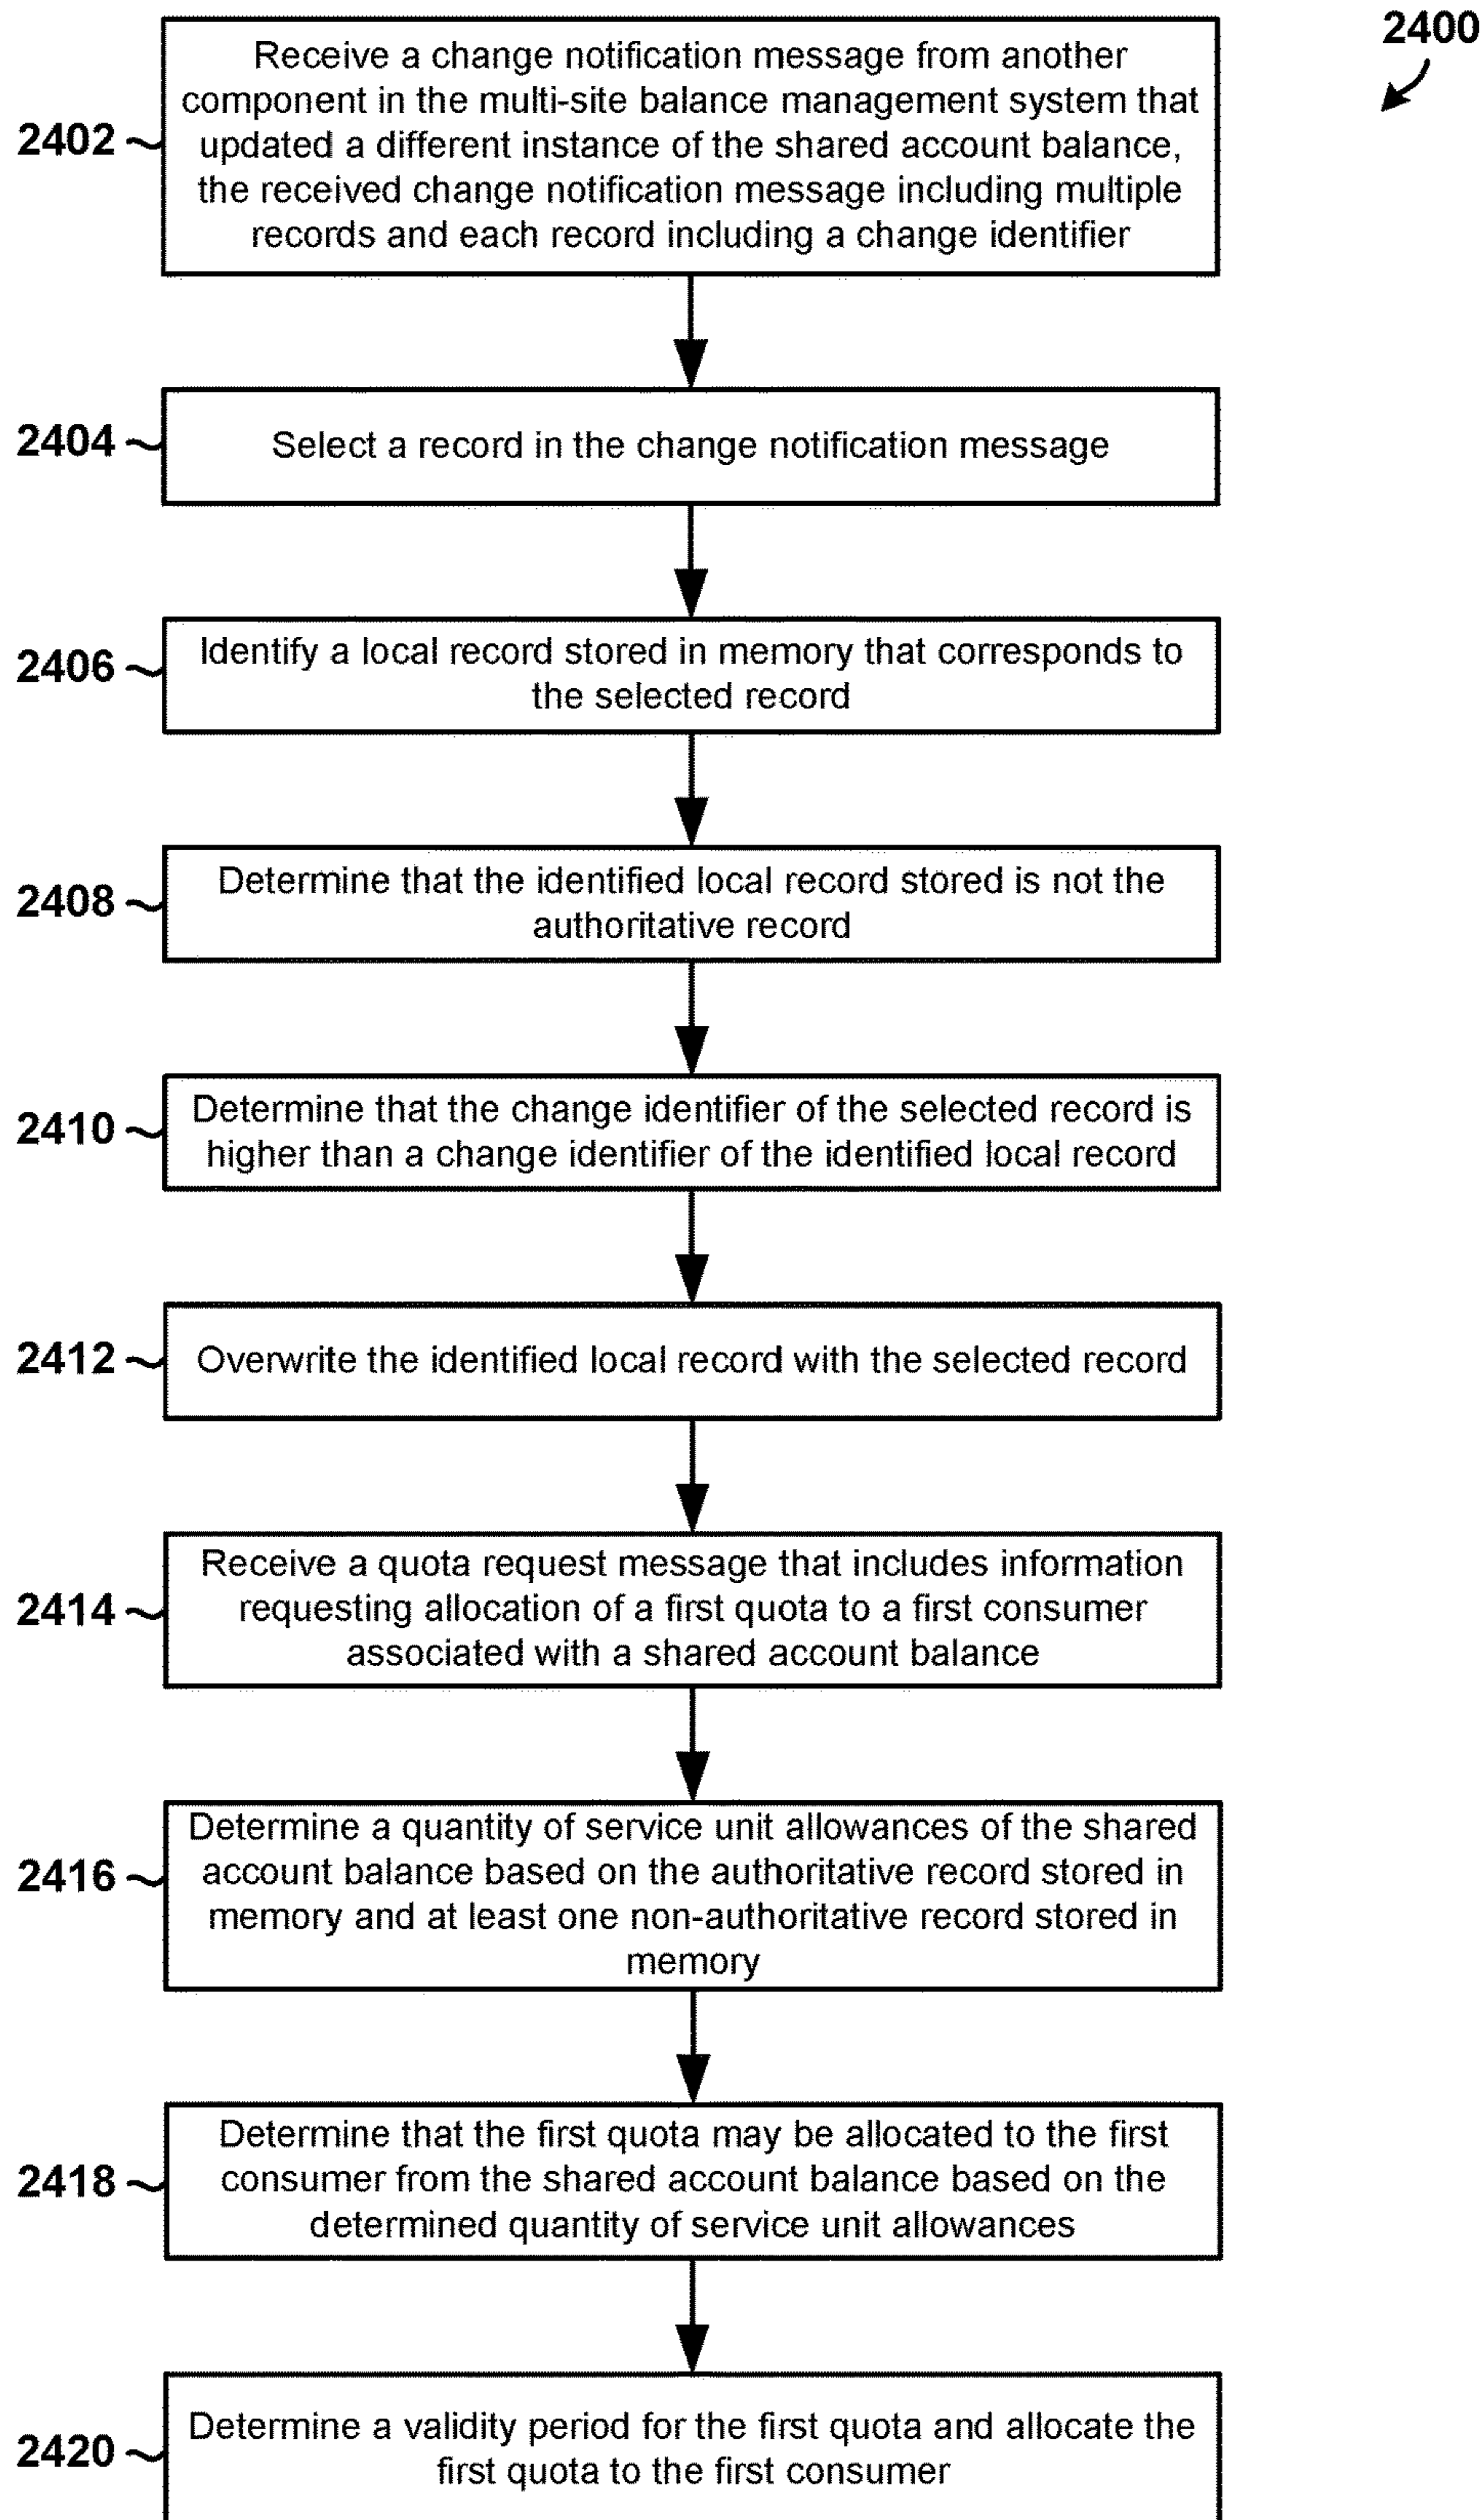 2400
Receive a change notification message from another
component in the multi-site balance management system that
updated a different instance of the shared account balance,
the received change notification message including multiple
records and each record including a change identifier
2402
Select a record in the change notification message
2404
Identify a local record stored in memory that corresponds to
the selected record
2406
Determine that the identified local record stored is not the
authoritative record
2408
Determine that the change identifier of the selected record is
higher than a change identifier of the identified local record
2410
Overwrite the identified local record with the selected record
2412
Receive a quota request message that includes information
requesting allocation of a first quota to a first consumer
associated with a shared account balance
2414
Determine a quantity of service unit allowances of the shared
account balance based on the authoritative record stored in
memory and at least one non-authoritative record stored in
memory
2416
Determine that the first quota may be allocated to the first
consumer from the shared account balance based on the
determined quantity of service unit allowances
2418
Determine a validity period for the first quota and allocate the
first quota to the first consumer
2420